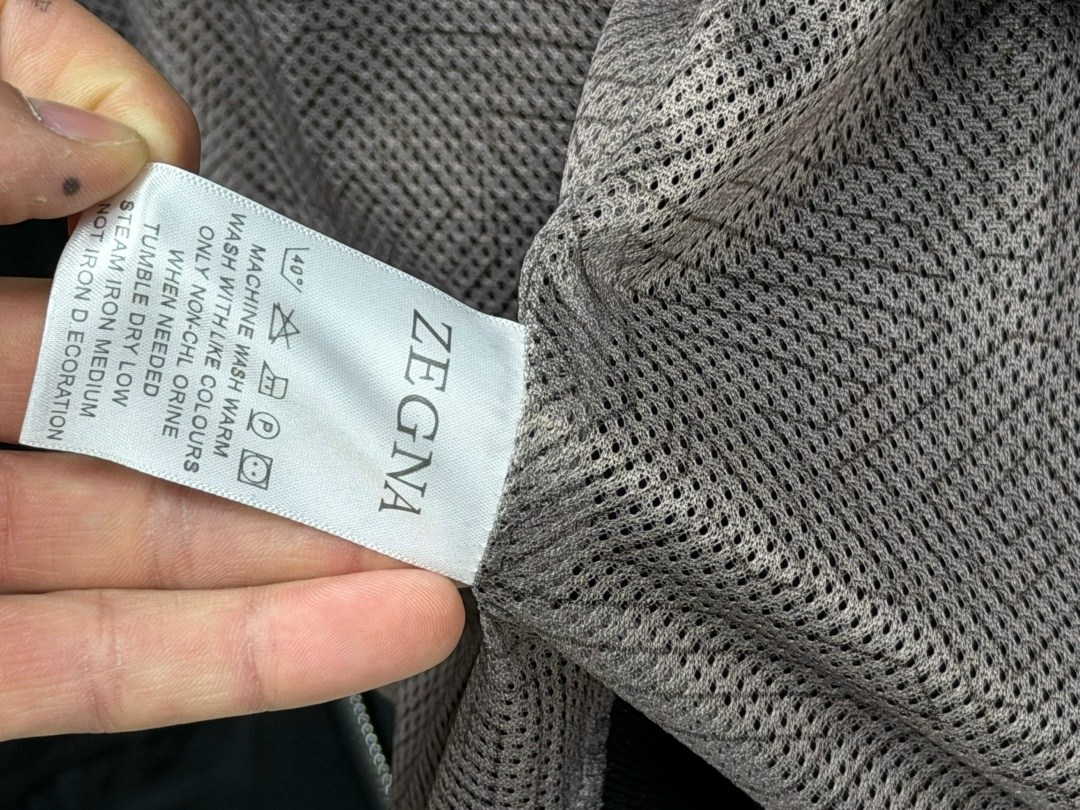 ZEGNA
40°
MACHINE WISH WARM
WASH WITH LIKE COLOURS
ONLY NON-CHL ORINE
WHEN NEEDED
TUMBLE DRY LOW
STEAM IRON MEDIUM
NOT IRON D ECORATION